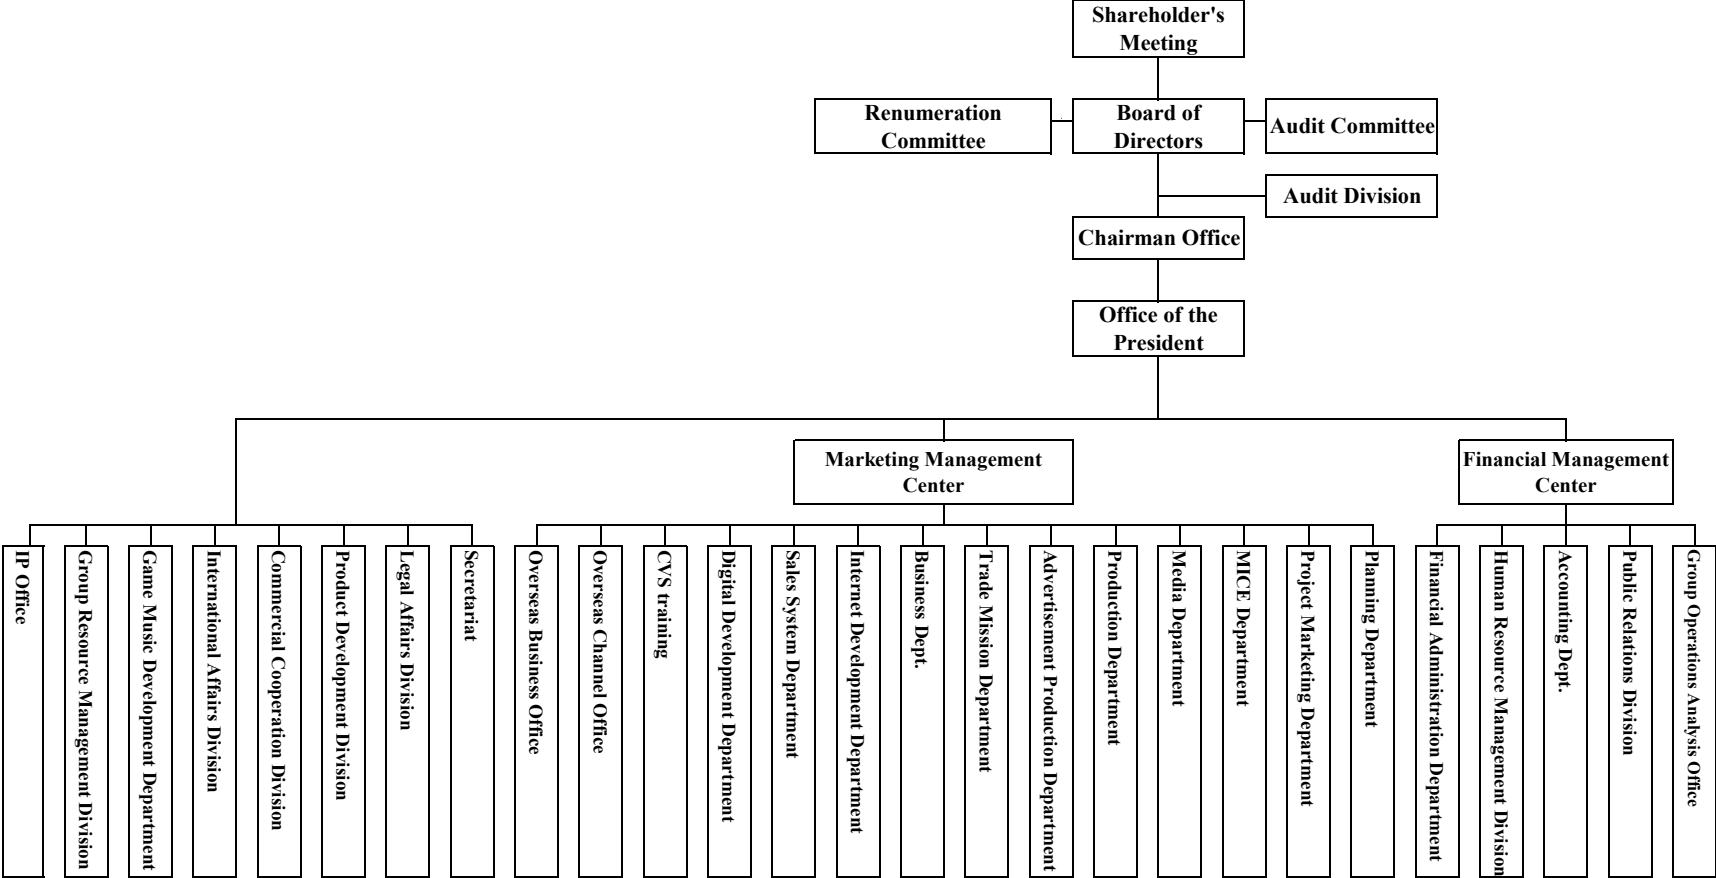 Shareholder's
Meeting
Renumeration
Committee
Board of
Directors
Audit Committee
Audit Division
Chairman Office
Office of the
President
Marketing Management
Center
Financial Management
Center
IP Office
Group Resource Management Division
Game Music Development Department
International Affairs Division
Commercial Cooperation Division
Product Development Division
Legal Affairs Division
Secretariat
Overseas Business Office
Overseas Channel Office
CVS training
Digital Development Department
Sales System Department
Internet Development Department
Business Dept.
Trade Mission Department
Advertisement Production Department
Production Department
Media Department
MICE Department
Project Marketing Department
Planning Department
Financial Administration Department
Human Resource Management Division
Accounting Dept.
Public Relations Division
Group Operations Analysis Office